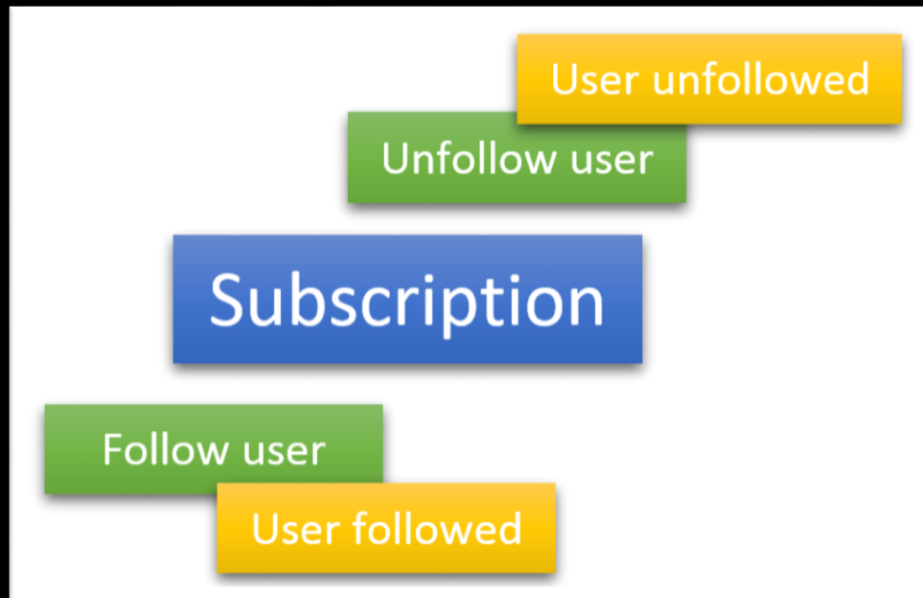 User unfollowed
Unfollow user
Subscription
Follow user
User followed